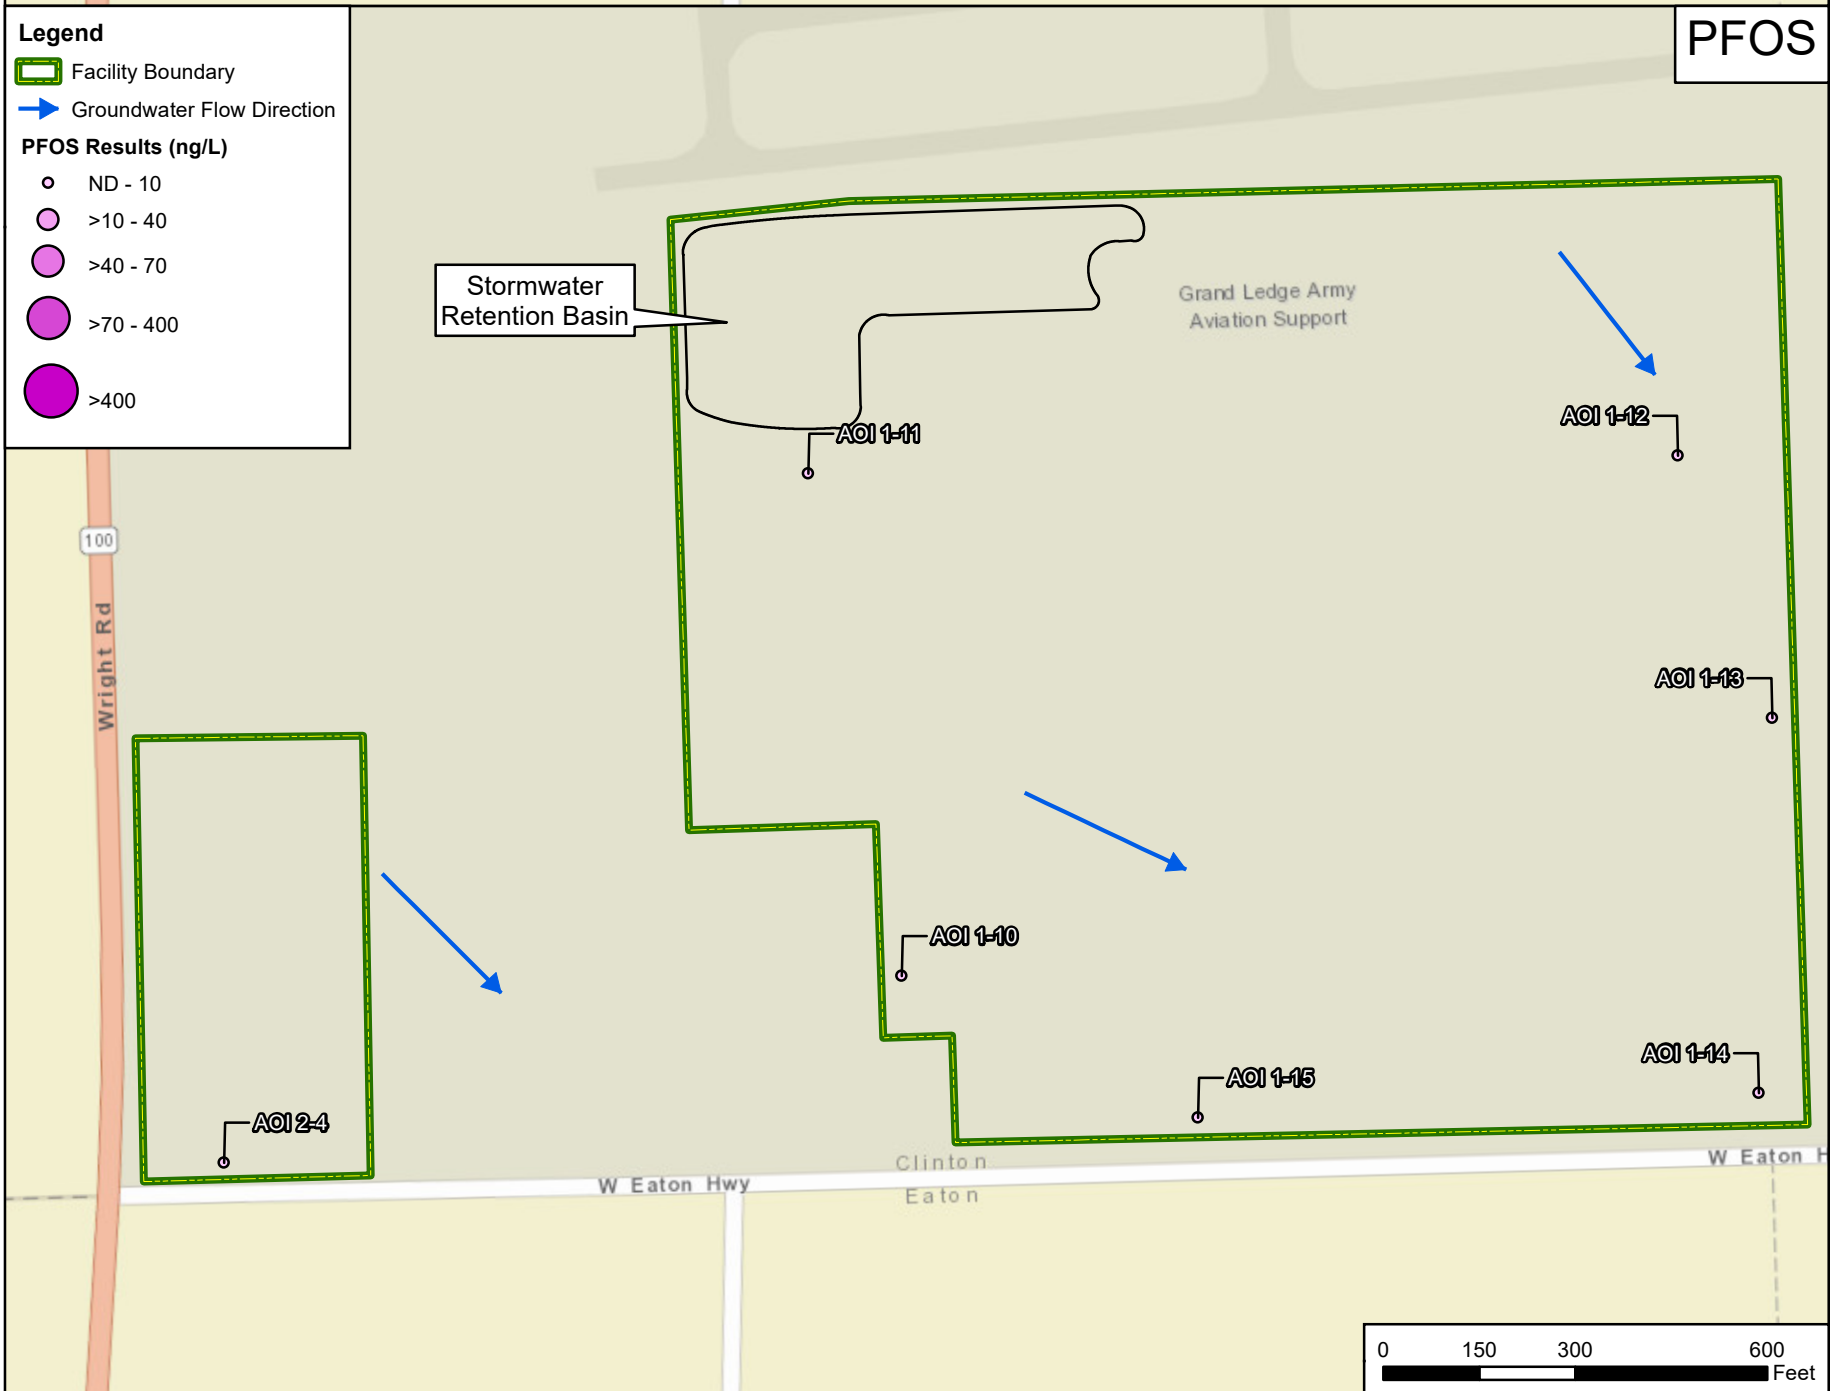 Legend
Facility Boundary
Groundwater Flow Direction
PFOS Results (ng/L)
ND - 10
>10 - 40
>40 - 70
>70 - 400
>400
PFOS
Stormwater
Retention Basin
Grand Ledge Army
Aviation Support
AOI 1-11
AOI 1-12
100
Wright Rd
AOI 1-13
AOI 1-10
AOI 1-14
AOI 1-15
AOI 2-4
Clinton
W Eaton Hwy
Eaton
W Eaton H
0 150 300 600
Feet